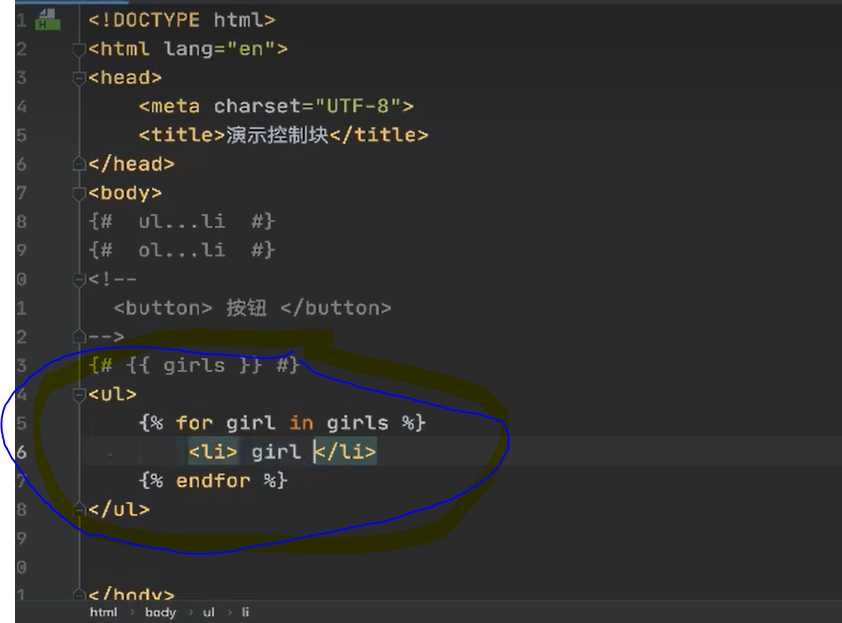 1 <!DOCTYPE html>
2 <html lang="en">
3 <head>
4 <meta charset="UTF-8">
5 <title>演示控制块</title>
6 </head>
7 <body>
8 {# ul...li #}
9 {# ol...li #}
0 <!--
1 <button> 按钮 </button>
2 -->
3 {# {{ girls }} #}
4 <ul>
5 {% for girl in girls %}
6 <li> girl </li>
7 {% endfor %}
8 </ul>
9
0
1 </body>
html › body › ul › li